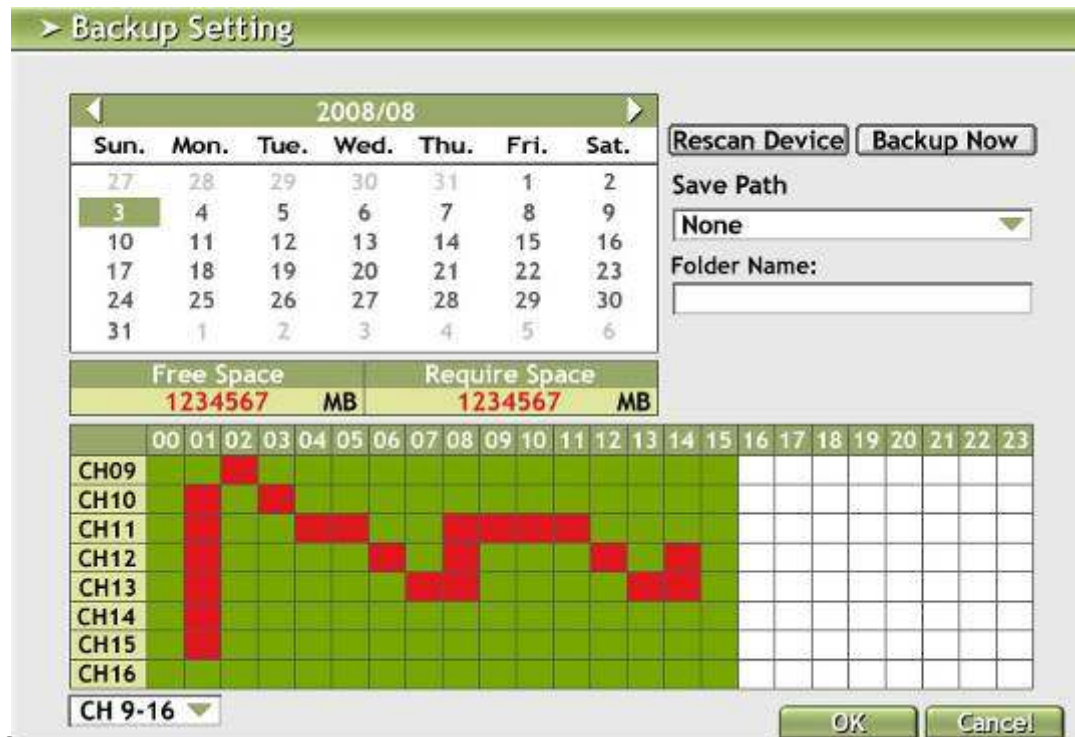 ➤ Backup Setting
2008/08
Sun. Mon. Tue. Wed. Thu. Fri. Sat.
27 28 29 30 31 1 2
3 4 5 6 7 8 9
10 11 12 13 14 15 16
17 18 19 20 21 22 23
24 25 26 27 28 29 30
31 1 2 3 4 5 6
Rescan Device Backup Now
Save Path
None
Folder Name:
Free Space Require Space
1234567 MB 1234567 MB
00 01 02 03 04 05 06 07 08 09 10 11 12 13 14 15 16 17 18 19 20 21 22 23
CH09
CH10
CH11
CH12
CH13
CH14
CH15
CH16
CH 9-16
OK Cancel